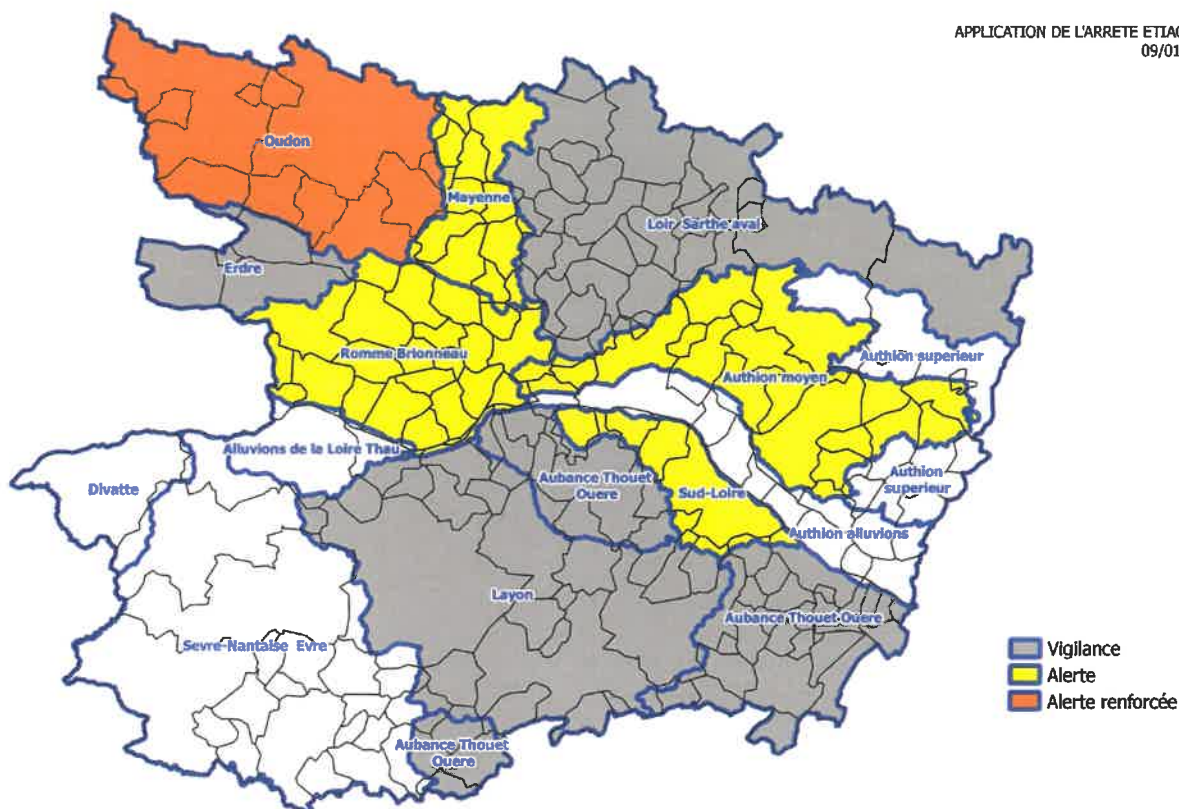 APPLICATION DE L'ARRETE ETIAG
09/01
Oudon
Mayenne
Loir Sarthe aval
Erdre
Romme Brionneau
Authion superieur
Authion moyen
Alluvions de la Loire Thau
Divatte
Aubance Thouet
Ouere
Sud-Loire
Authion
superieur
Authion alluvions
Layon
Aubance Thouet Ouere
Sevre-Nantaise Evre
Aubance Thouet
Ouere
Vigilance
Alerte
Alerte renforcée